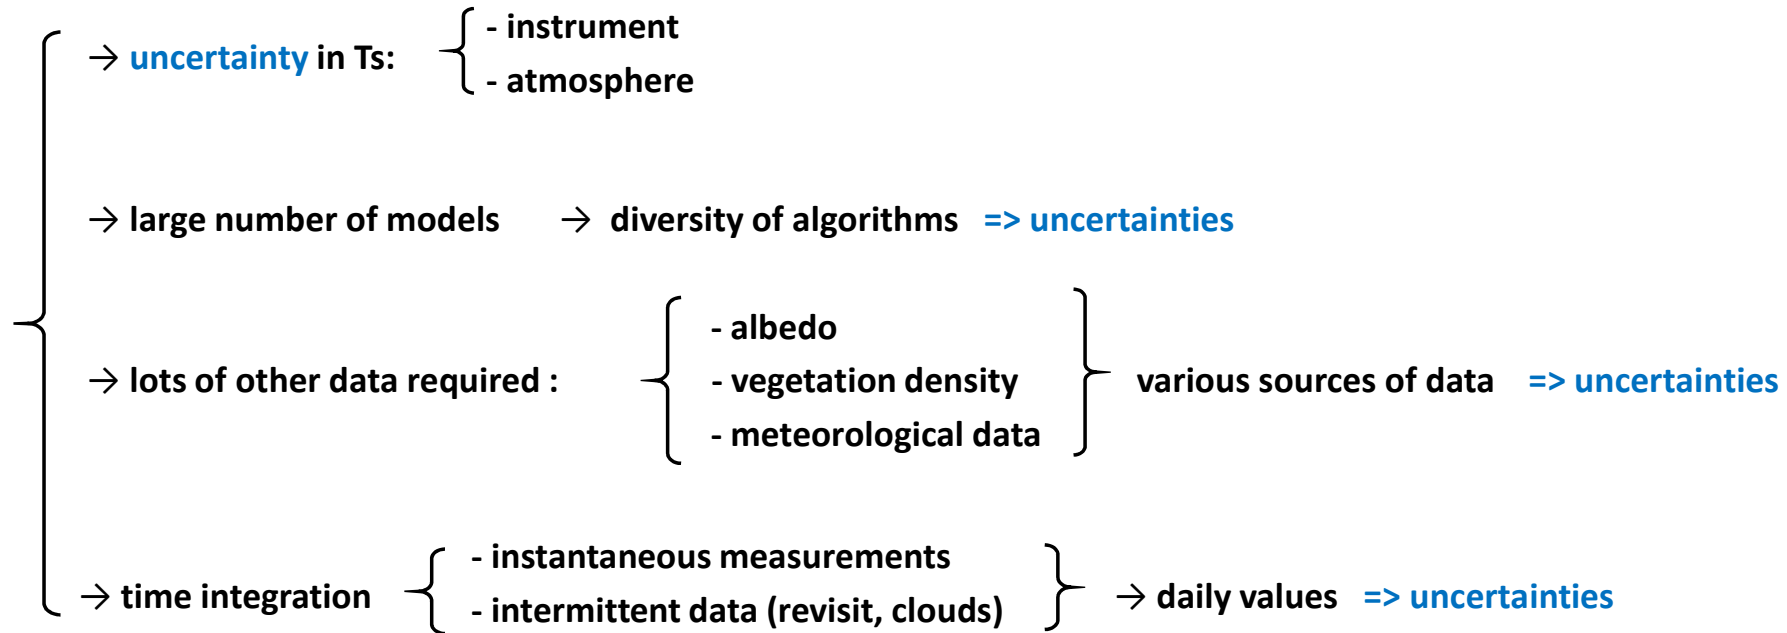 → uncertainty in Ts:
- instrument
- atmosphere
→ large number of models → diversity of algorithms => uncertainties
→ lots of other data required :
- albedo
- vegetation density
- meteorological data
various sources of data => uncertainties
→ time integration
- instantaneous measurements
- intermittent data (revisit, clouds)
→ daily values => uncertainties